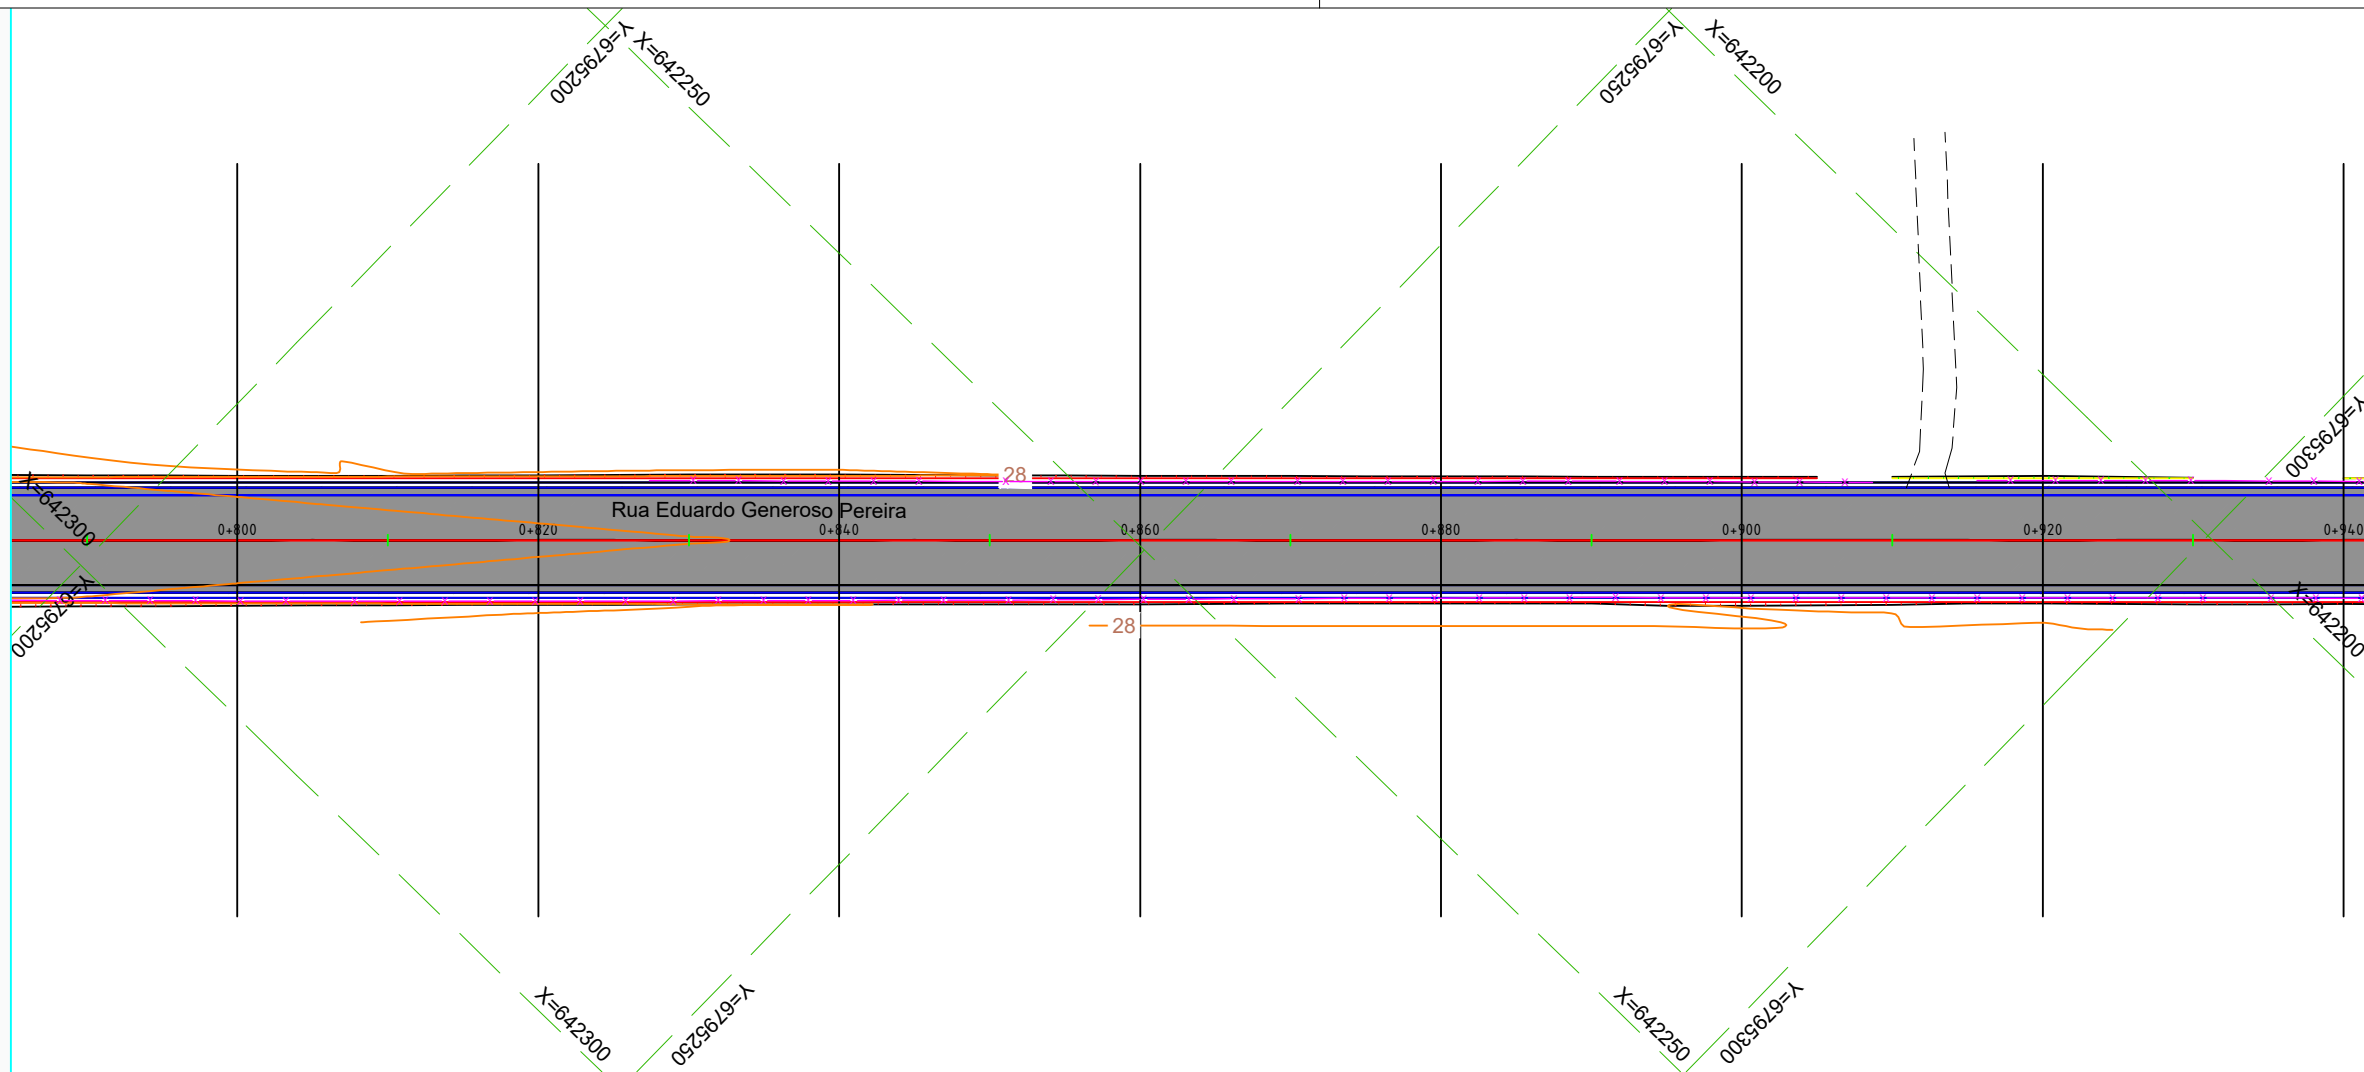 Y=6795200
X=642250
Y=6795250
X=642200
Y=6795300
28
X=642300
Rua Eduardo Generoso Pereira
0+800
0+820
0+840
0+860
0+880
0+900
0+920
0+940
Y=6795200
28
X=642200
X=642300
Y=6795250
X=642250
Y=6795300